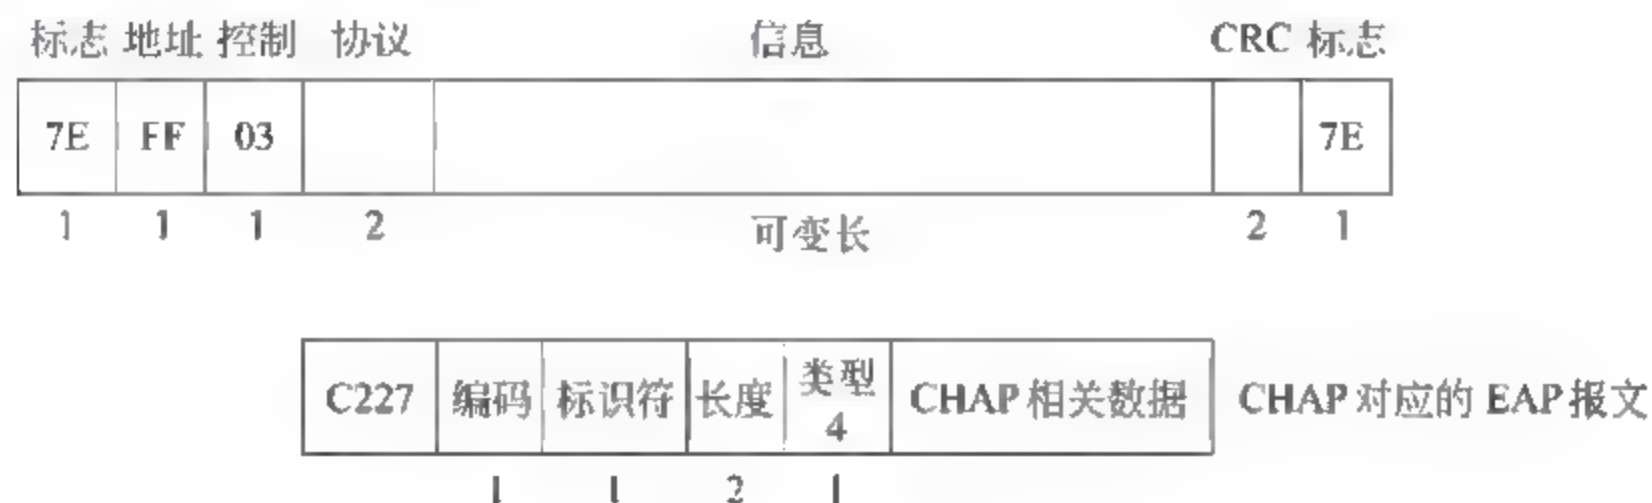 标志 地址 控制 协议 信息 CRC 标志
7E FF 03 7E
1 1 1 2 可变长 2 1
C227 编码 标识符 长度 类型 4 CHAP相关数据 CHAP对应的EAP报文
1 1 2 1